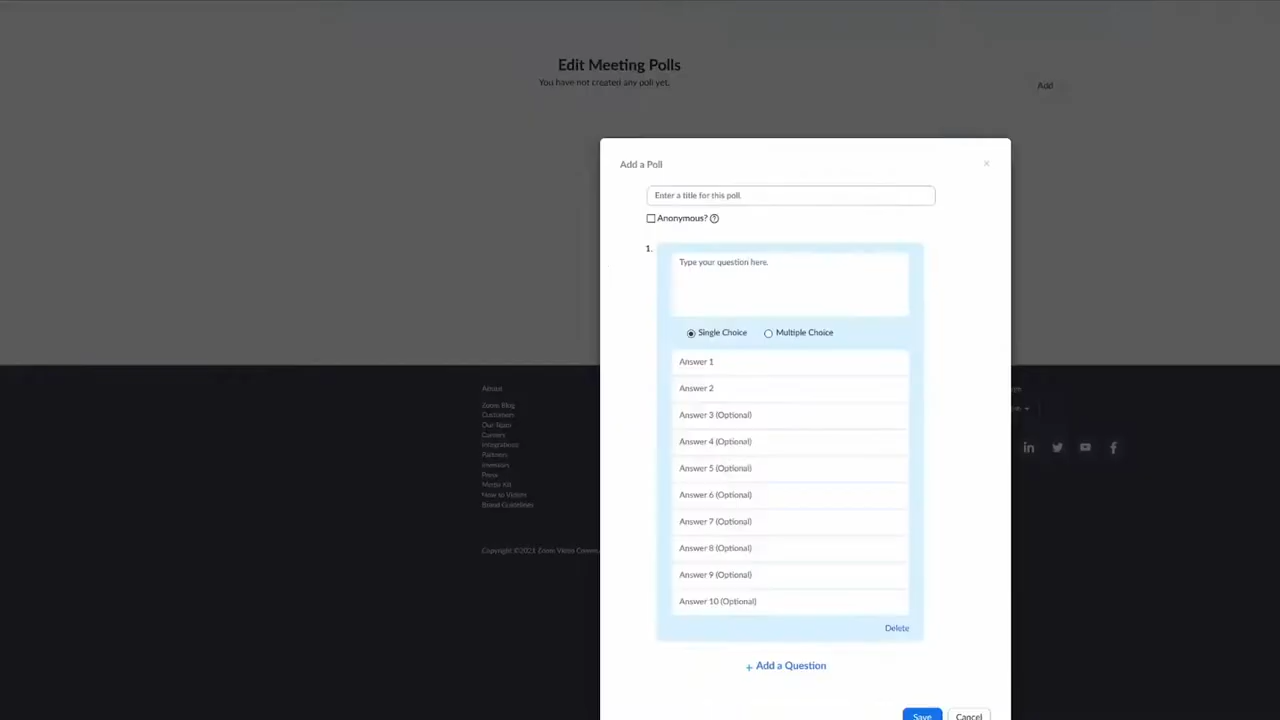 Edit Meeting Polls
You have not created any poll yet.
Add
Add a Poll
×
Enter a title for this poll.
Anonymous?
1.
Type your question here.
Single Choice
Multiple Choice
Answer 1
Answer 2
Answer 3 (Optional)
Answer 4 (Optional)
Answer 5 (Optional)
Answer 6 (Optional)
Answer 7 (Optional)
Answer 8 (Optional)
Answer 9 (Optional)
Answer 10 (Optional)
Delete
+ Add a Question
Save
Cancel
About
Zoom Blog
Customers
Our Team
Careers
Integrations
Partners
Investors
Press
Media Kit
How to Videos
Brand Guidelines
Copyright ©2021 Zoom Video